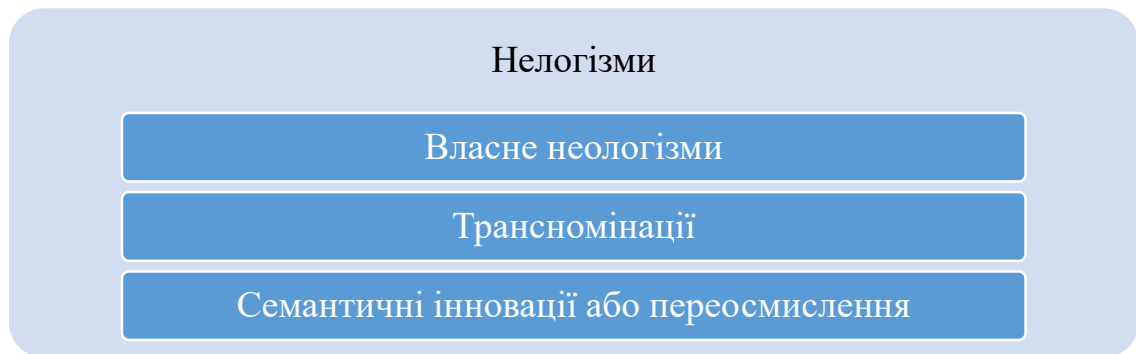 Нелогізми
Власне неологізми
Трансномінації
Семантичні інновації або переосмислення